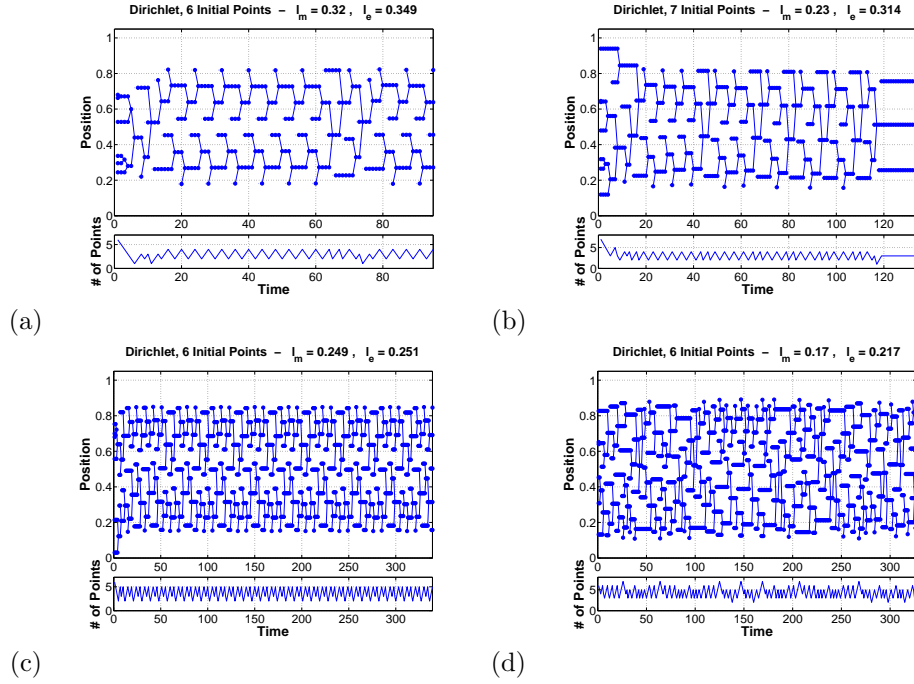 Dirichlet, 6 Initial Points – l_m = 0.32 , l_e = 0.349
Position
1
0.8
0.6
0.4
0.2
0
0 20 40 60 80
# of Points
5
0
0 20 40 60 80
Time
(a)
Dirichlet, 7 Initial Points – l_m = 0.23 , l_e = 0.314
Position
1
0.8
0.6
0.4
0.2
0
0 20 40 60 80 100 120
# of Points
5
0
0 20 40 60 80 100 120
Time
(b)
Dirichlet, 6 Initial Points – l_m = 0.249 , l_e = 0.251
Position
1
0.8
0.6
0.4
0.2
0
0 50 100 150 200 250 300
# of Points
5
0
0 50 100 150 200 250 300
Time
(c)
Dirichlet, 6 Initial Points – l_m = 0.17 , l_e = 0.217
Position
1
0.8
0.6
0.4
0.2
0
0 50 100 150 200 250 300
# of Points
5
0
0 50 100 150 200 250 300
Time
(d)